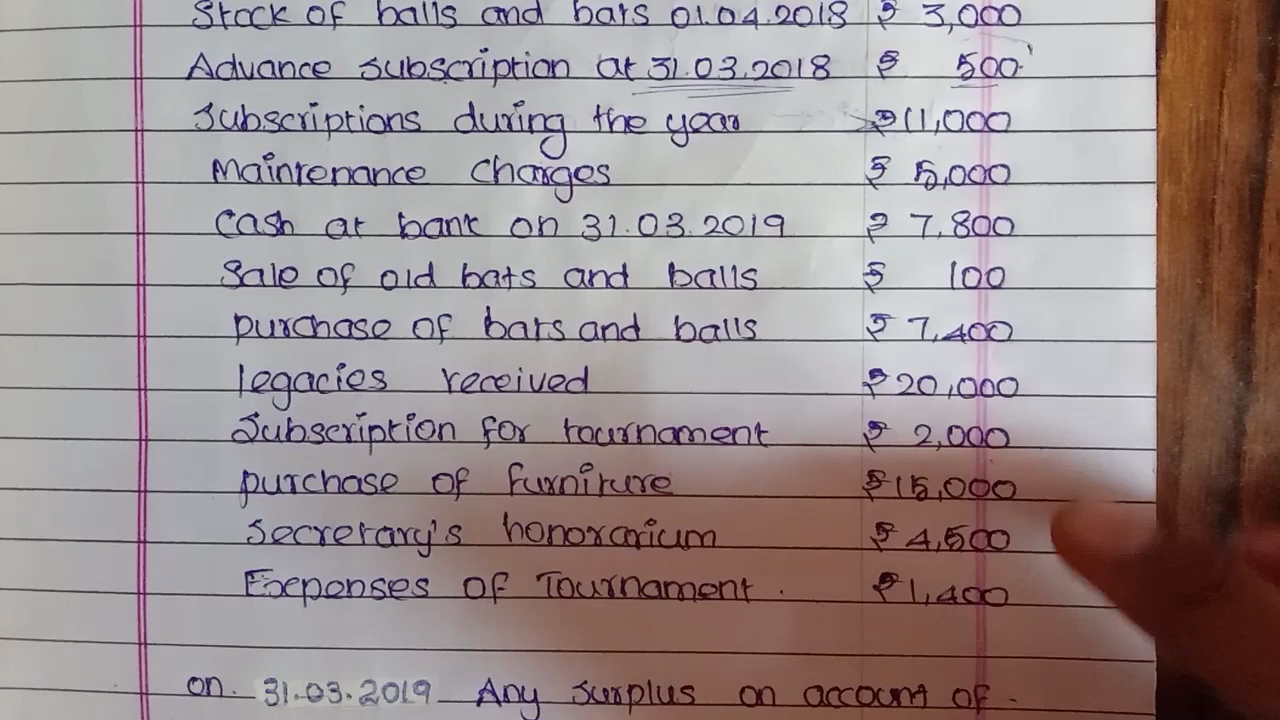 Stock of balls and bats 01.04.2018 ₹ 3,000
Advance subscription at 31.03.2018 ₹ 500
Subscriptions during the year ₹11,000
Maintenance charges ₹ 5,000
Cash at bank on 31.03.2019 ₹ 7,800
Sale of old bats and balls ₹ 100
purchase of bats and balls ₹ 7,400
legacies received ₹20,000
Subscription for tournament ₹ 2,000
purchase of furniture ₹15,000
Secretary's honorarium ₹ 4,500
Expenses of Tournament. ₹1,400
on. 31.03.2019 Any surplus on account of.